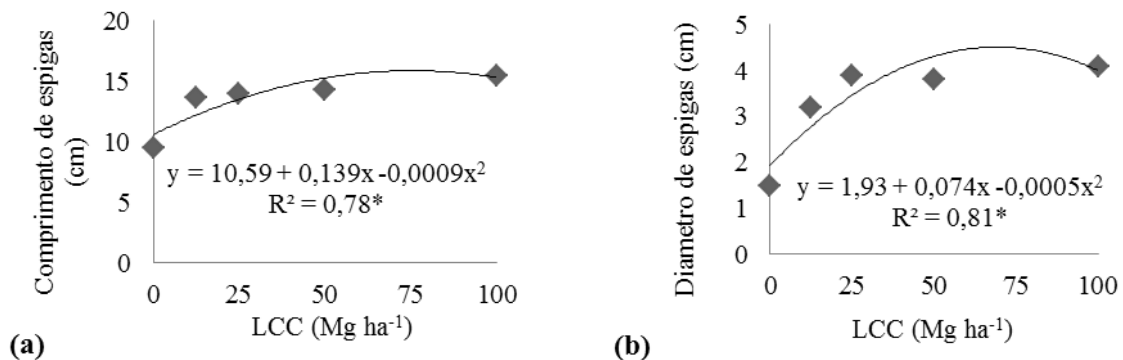 Comprimento de espigas
(cm)
20
15
10
5
0
y = 10,59 + 0,139x -0,0009x²
R² = 0,78*
0 25 50 75 100
LCC (Mg ha⁻¹)
(a)
Diametro de espigas (cm)
5
4
3
2
1
0
y = 1,93 + 0,074x -0,0005x²
R² = 0,81*
0 25 50 75 100
LCC (Mg ha⁻¹)
(b)